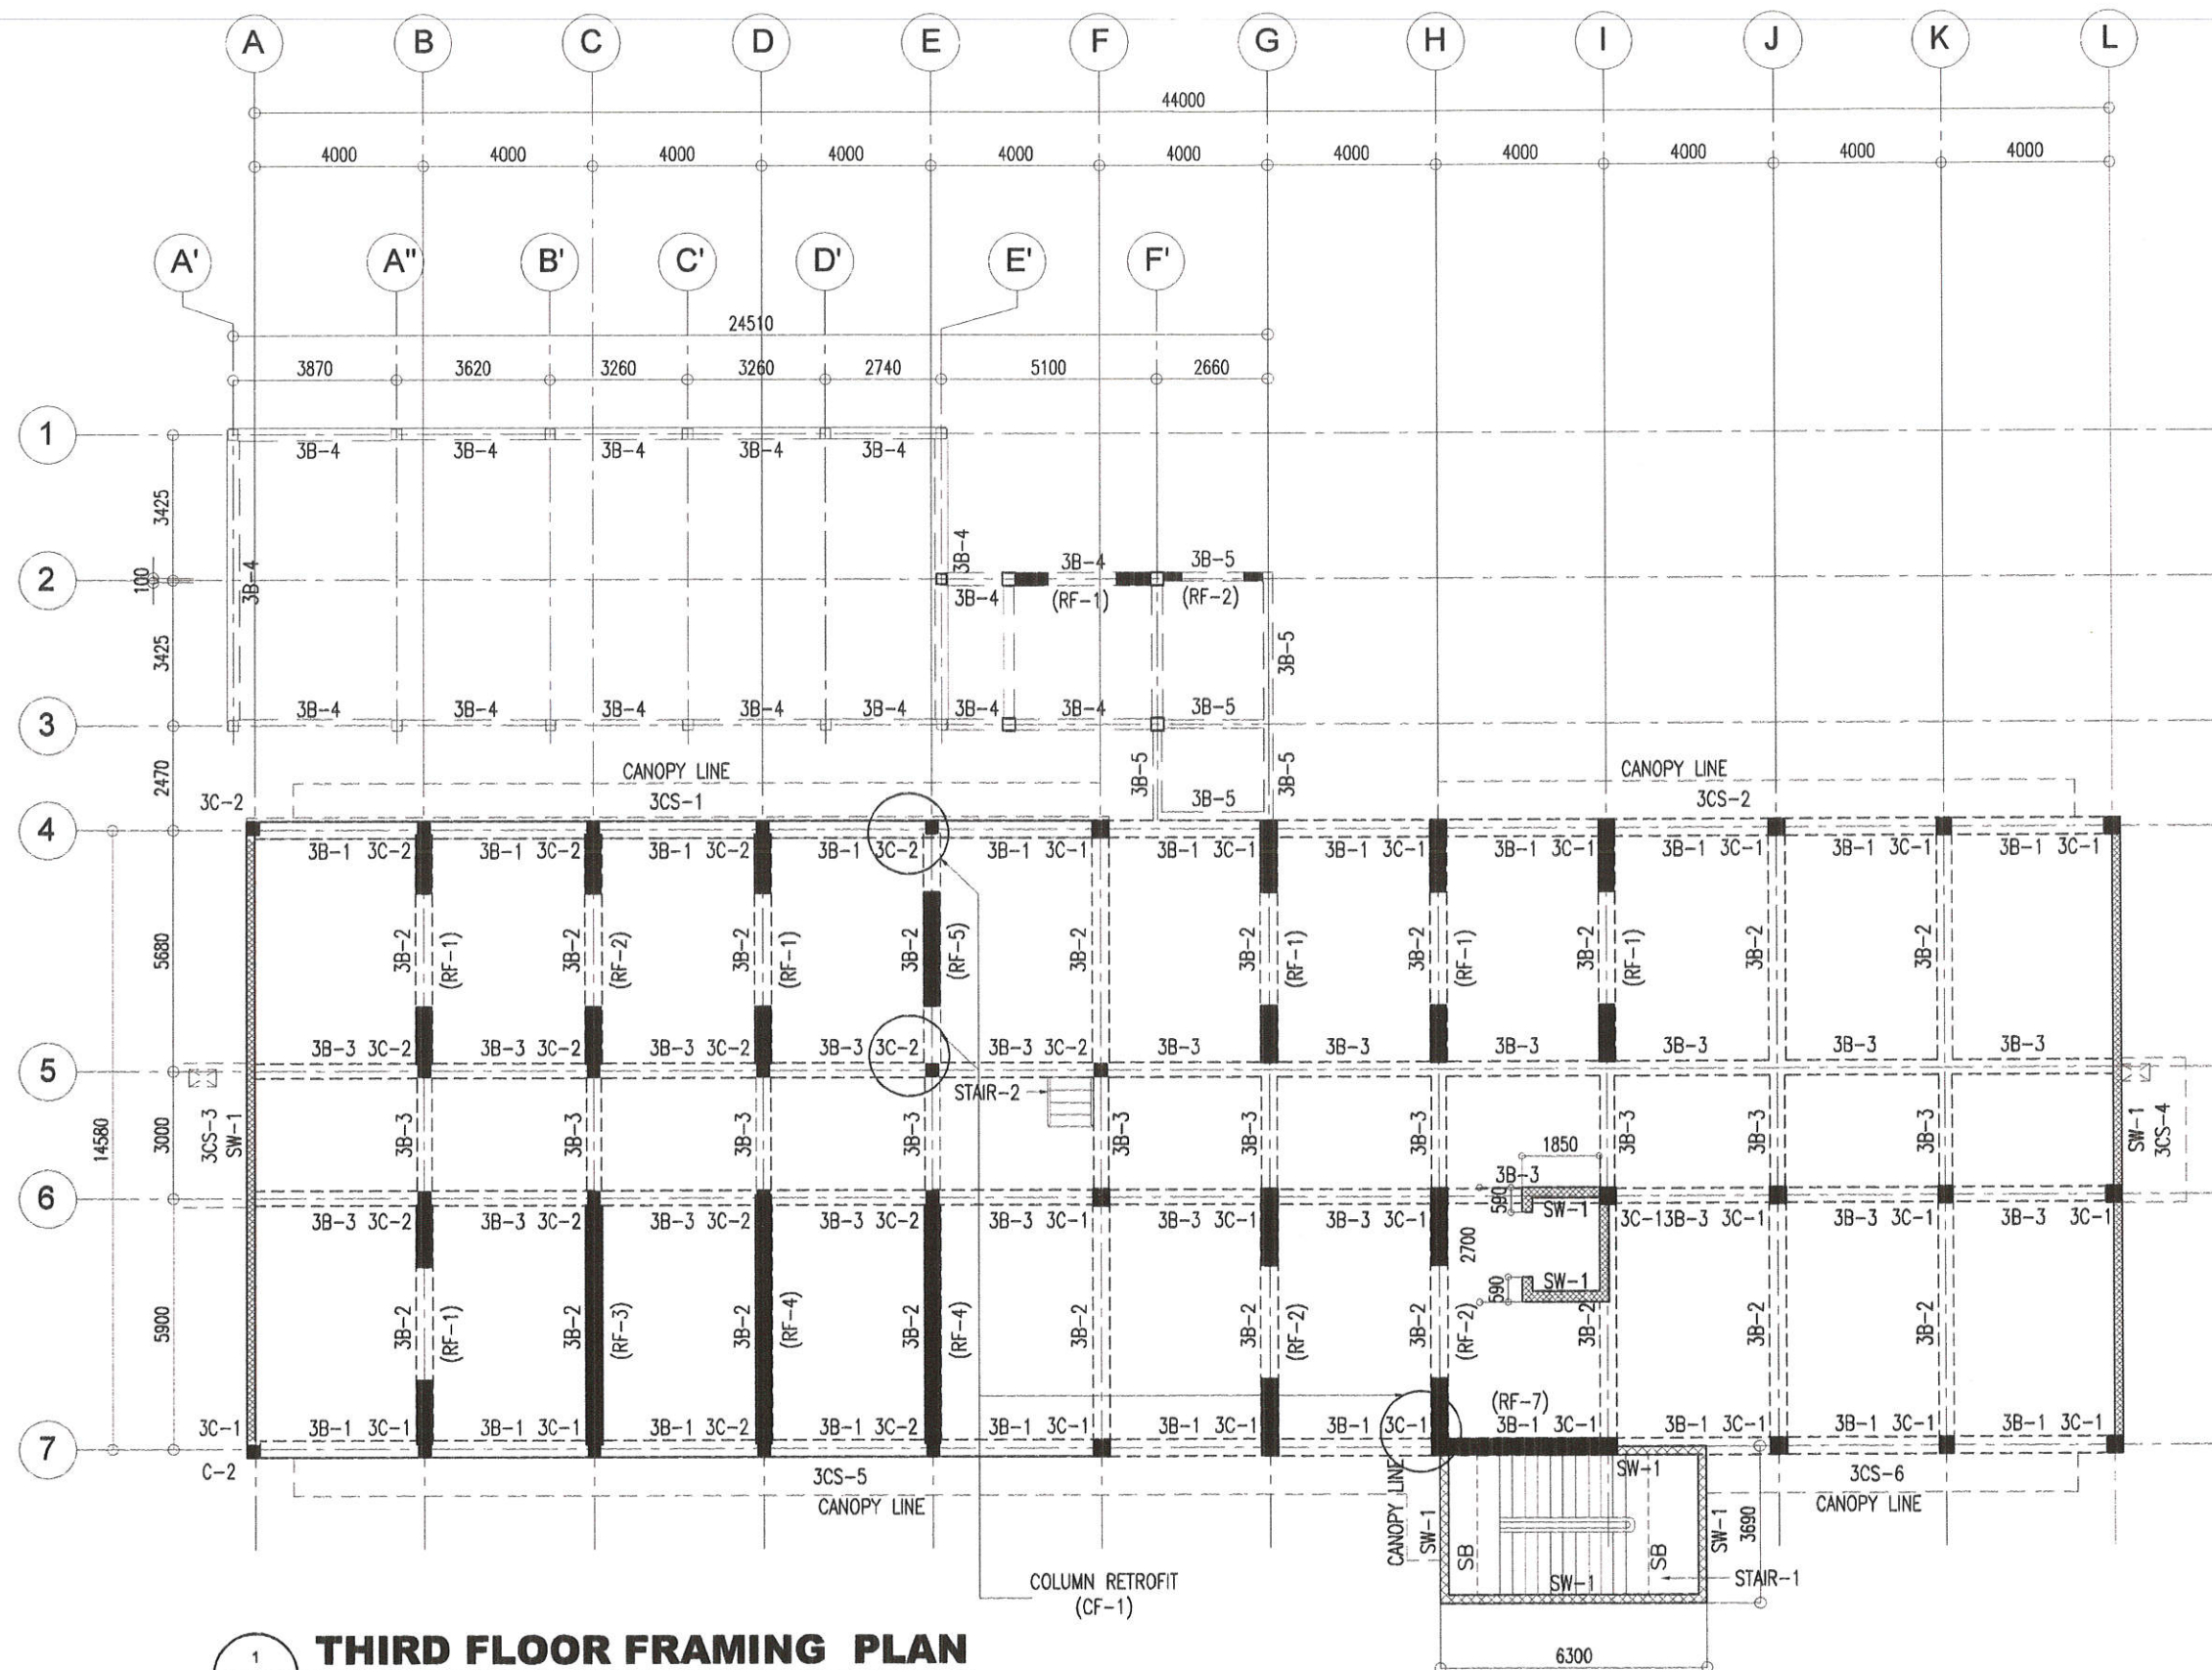 A B C D E F G H I J K L
44000
4000 4000 4000 4000 4000 4000 4000 4000 4000 4000 4000
A' A" B' C' D' E' F'
24510
3870 3620 3260 3260 2740 5100 2660
1
3B-4 3B-4 3B-4 3B-4 3B-4
3425
3B-4
3B-4 3B-5
2
100
3B-4
3B-4 (RF-1) (RF-2)
3425
3B-5
3B-4 3B-4 3B-4 3B-4 3B-4 3B-4 3B-4 3B-5
3
2470
CANOPY LINE
3B-5 3B-5
CANOPY LINE
3C-2 3CS-1 3B-5 3CS-2
4
3B-1 3C-2 3B-1 3C-2 3B-1 3C-2 3B-1 3C-2 3B-1 3C-1 3B-1 3C-1 3B-1 3C-1 3B-1 3C-1 3B-1 3C-1 3B-1 3C-1 3B-1 3C-1
5680
3B-2 (RF-1) 3B-2 (RF-2) 3B-2 (RF-1) 3B-2 (RF-5) 3B-2 3B-2 (RF-1) 3B-2 (RF-1) 3B-2 (RF-1) 3B-2 3B-2
3B-3 3C-2 3B-3 3C-2 3B-3 3C-2 3B-3 3C-2 3B-3 3C-2 3B-3 3B-3 3B-3 3B-3 3B-3 3B-3
5
STAIR-2
14580 3000 3CS-3 SW-1 3B-3 3B-3 3B-3 3B-3 3B-3 3B-3 3B-3 3B-3 3B-3 3B-3 SW-1 3CS-4
1850
3B-3
6
590 SW-1
3B-3 3C-2 3B-3 3C-2 3B-3 3C-2 3B-3 3C-2 3B-3 3C-1 3B-3 3C-1 3B-3 3C-1 3C-1 3B-3 3C-1 3B-3 3C-1 3B-3 3C-1
2700
590 SW-1
5900
3B-2 (RF-1) 3B-2 (RF-3) 3B-2 (RF-4) 3B-2 (RF-4) 3B-2 3B-2 (RF-2) 3B-2 (RF-2) 3B-2 3B-2 3B-2
(RF-7)
3C-1 3B-1 3C-1 3B-1 3C-1 3B-1 3C-2 3B-1 3C-2 3B-1 3C-1 3B-1 3C-1 3B-1 3C-1 3B-1 3C-1 3B-1 3C-1 3B-1 3C-1 3B-1 3C-1
7
C-2 3CS-5 SW-1 3CS-6
CANOPY LINE CANOPY LINE
CANOPY LINE SW-1 SB SB SW-1 3690
SW-1 STAIR-1
COLUMN RETROFIT
(CF-1)
1 THIRD FLOOR FRAMING PLAN
6300